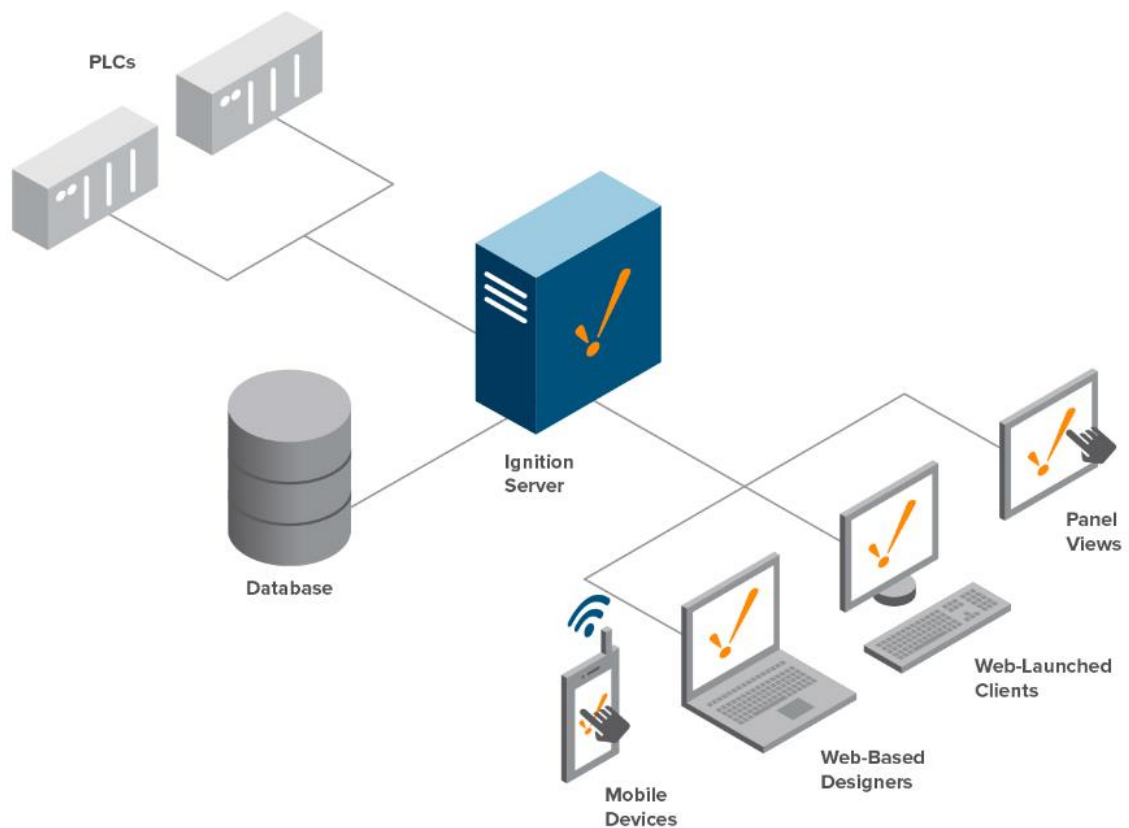 PLCs
Ignition
Server
Database
Panel
Views
Web-Launched
Clients
Web-Based
Designers
Mobile
Devices